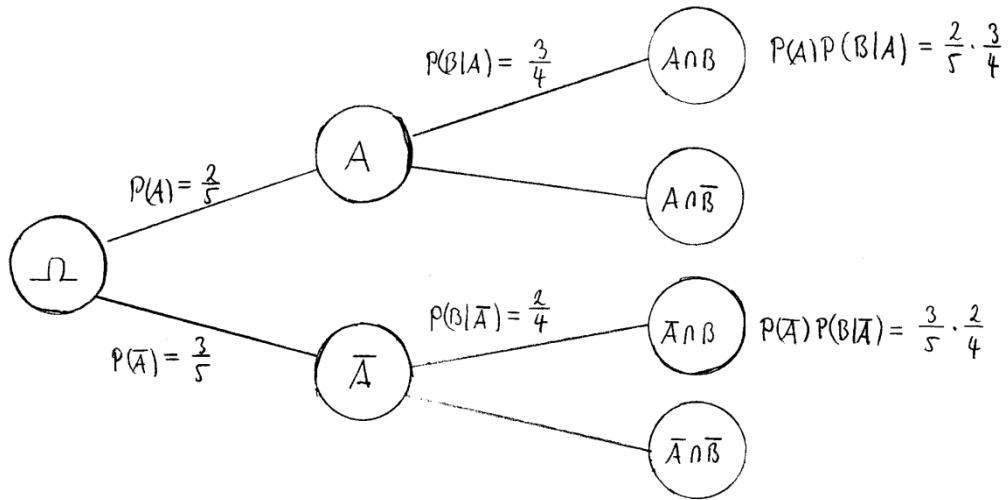 P(B|A) = 3/4
A∩B
P(A)P(B|A) = 2/5 · 3/4
A
P(A) = 2/5
A∩B̅
Ω
P(B|A̅) = 2/4
A̅∩B
P(A̅)P(B|A̅) = 3/5 · 2/4
P(A̅) = 3/5
A̅
A̅∩B̅